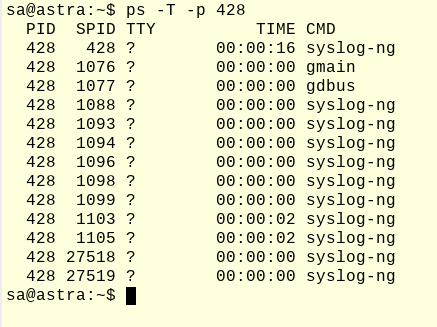 sa@astra:~$ ps -T -p 428
  PID  SPID TTY          TIME CMD
  428   428 ?        00:00:16 syslog-ng
  428  1076 ?        00:00:00 gmain
  428  1077 ?        00:00:00 gdbus
  428  1088 ?        00:00:00 syslog-ng
  428  1093 ?        00:00:00 syslog-ng
  428  1094 ?        00:00:00 syslog-ng
  428  1096 ?        00:00:00 syslog-ng
  428  1098 ?        00:00:00 syslog-ng
  428  1099 ?        00:00:00 syslog-ng
  428  1103 ?        00:00:02 syslog-ng
  428  1105 ?        00:00:02 syslog-ng
  428 27518 ?        00:00:00 syslog-ng
  428 27519 ?        00:00:00 syslog-ng
sa@astra:~$